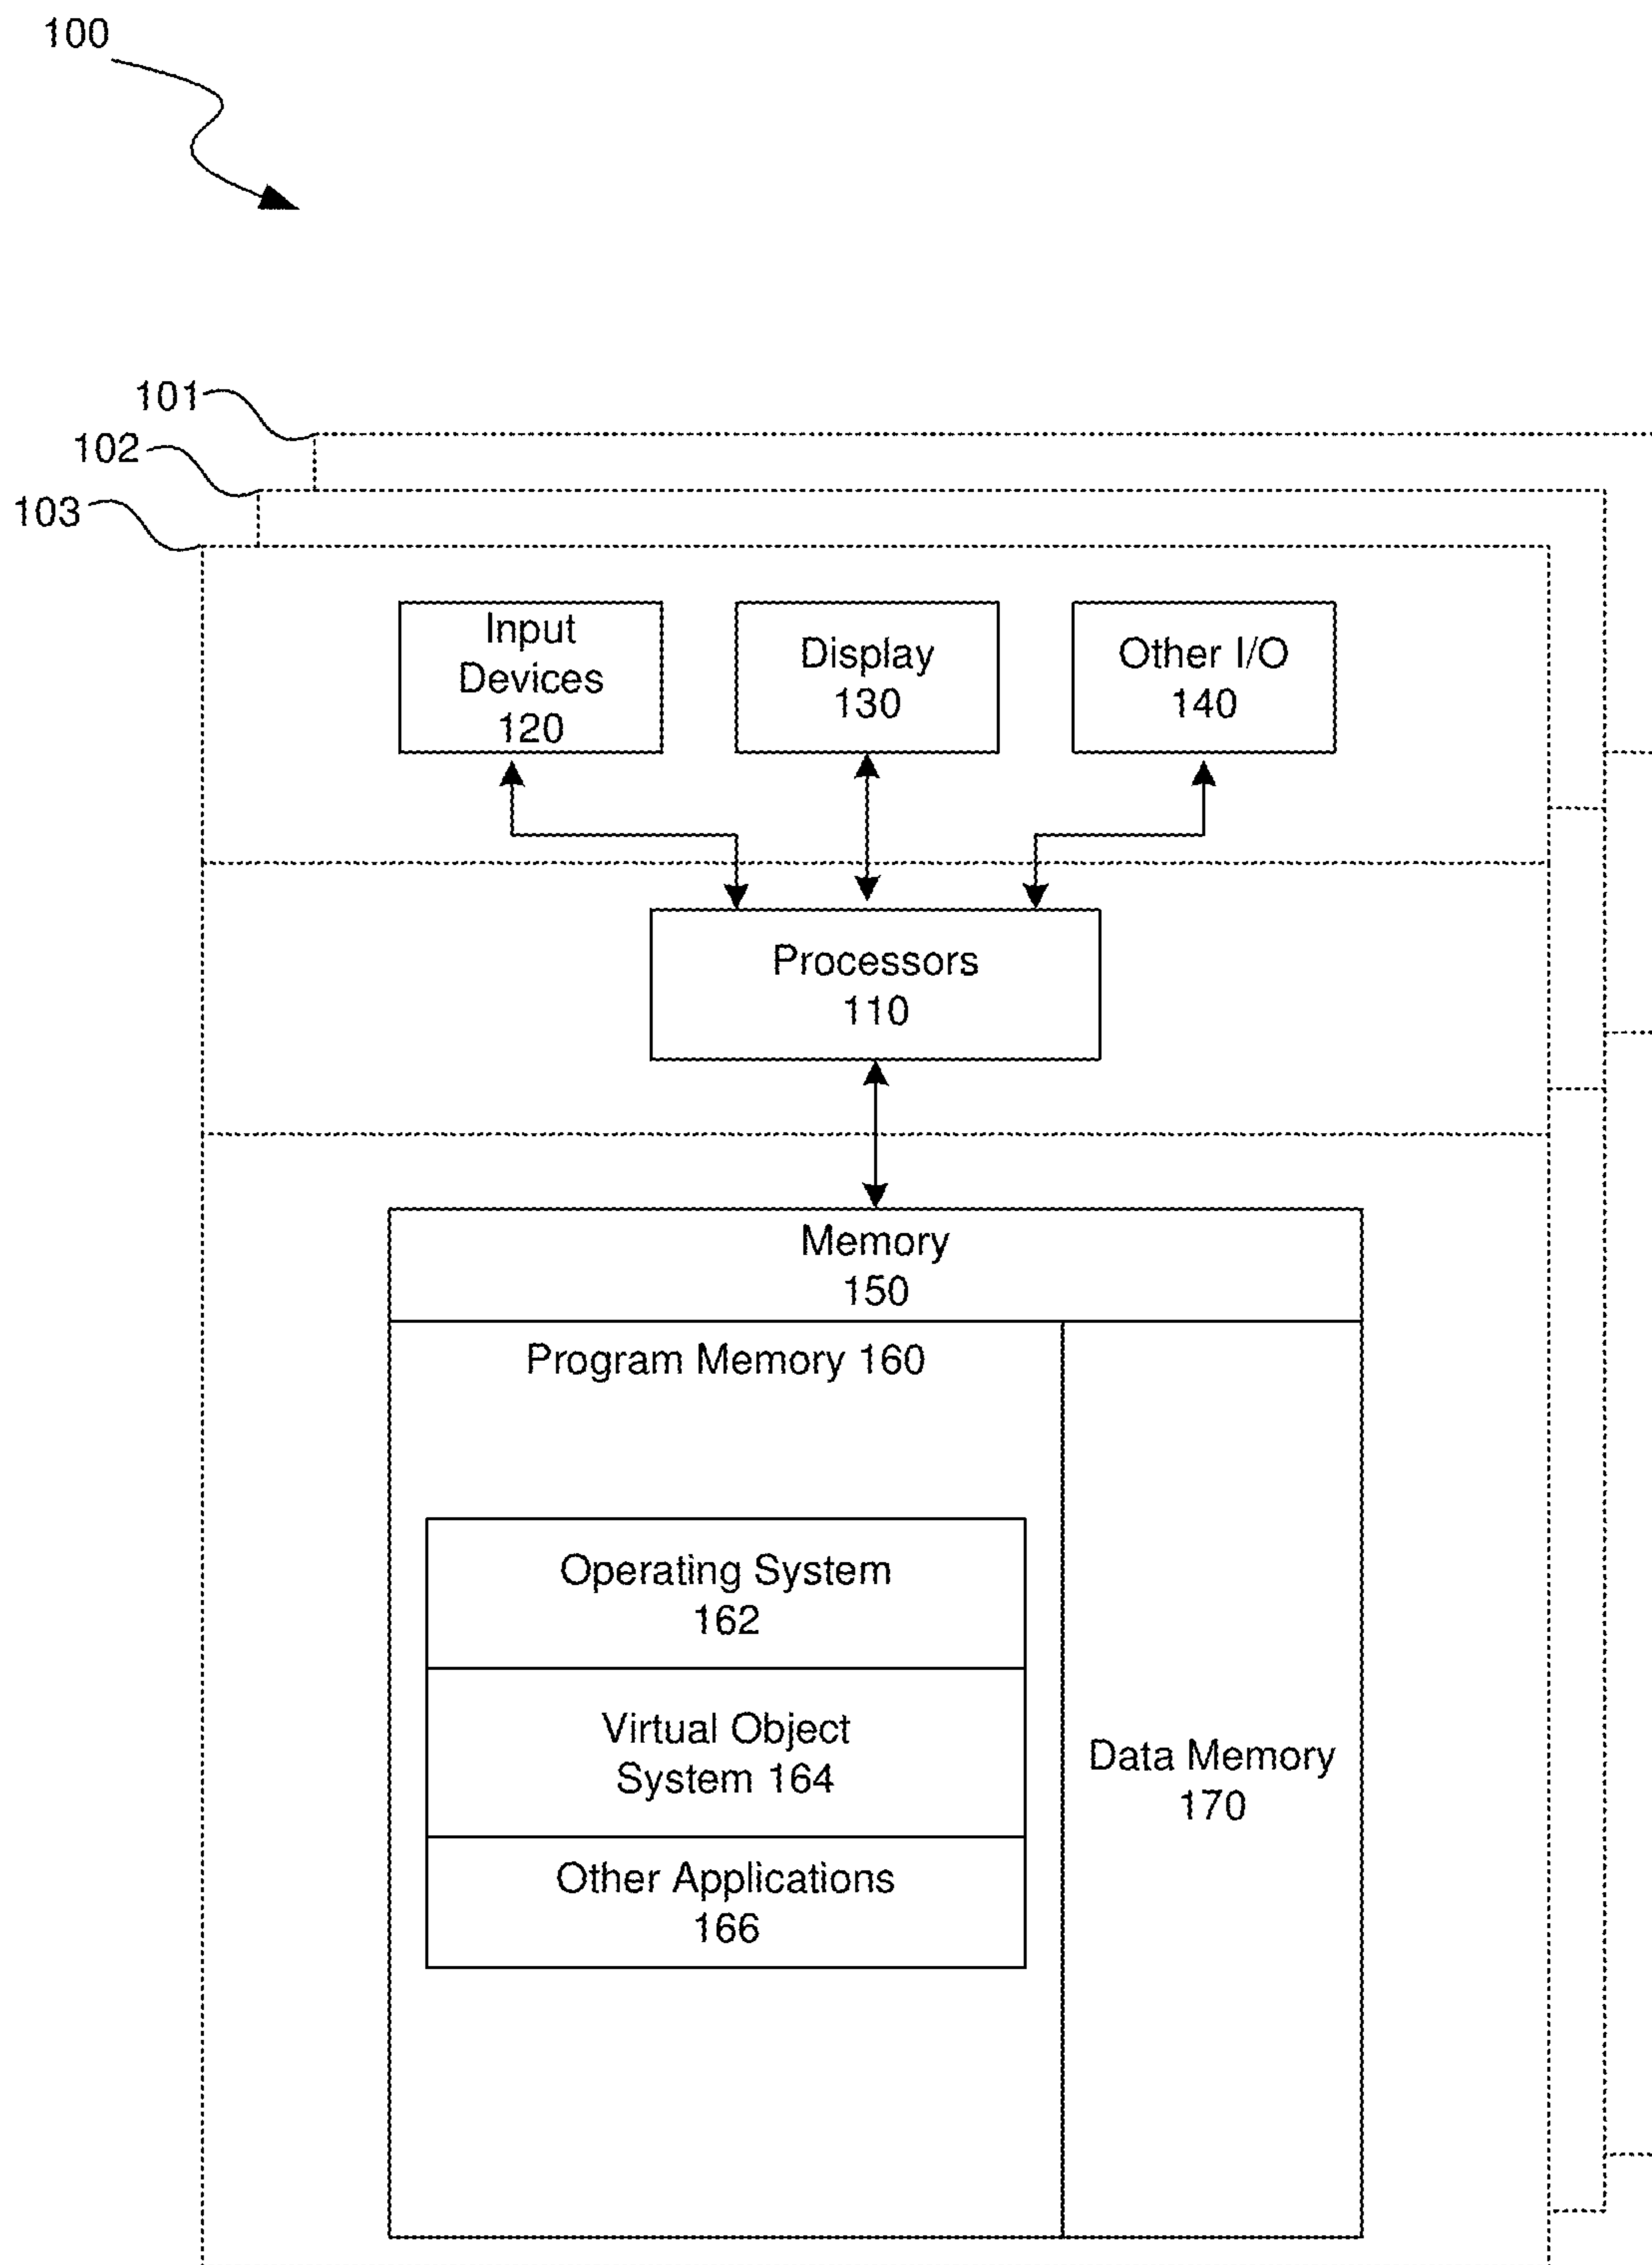 100
101
102
103
Input
Devices
120
Display
130
Other I/O
140
Processors
110
Memory
150
Program Memory 160
Operating System
162
Virtual Object
System 164
Other Applications
166
Data Memory
170